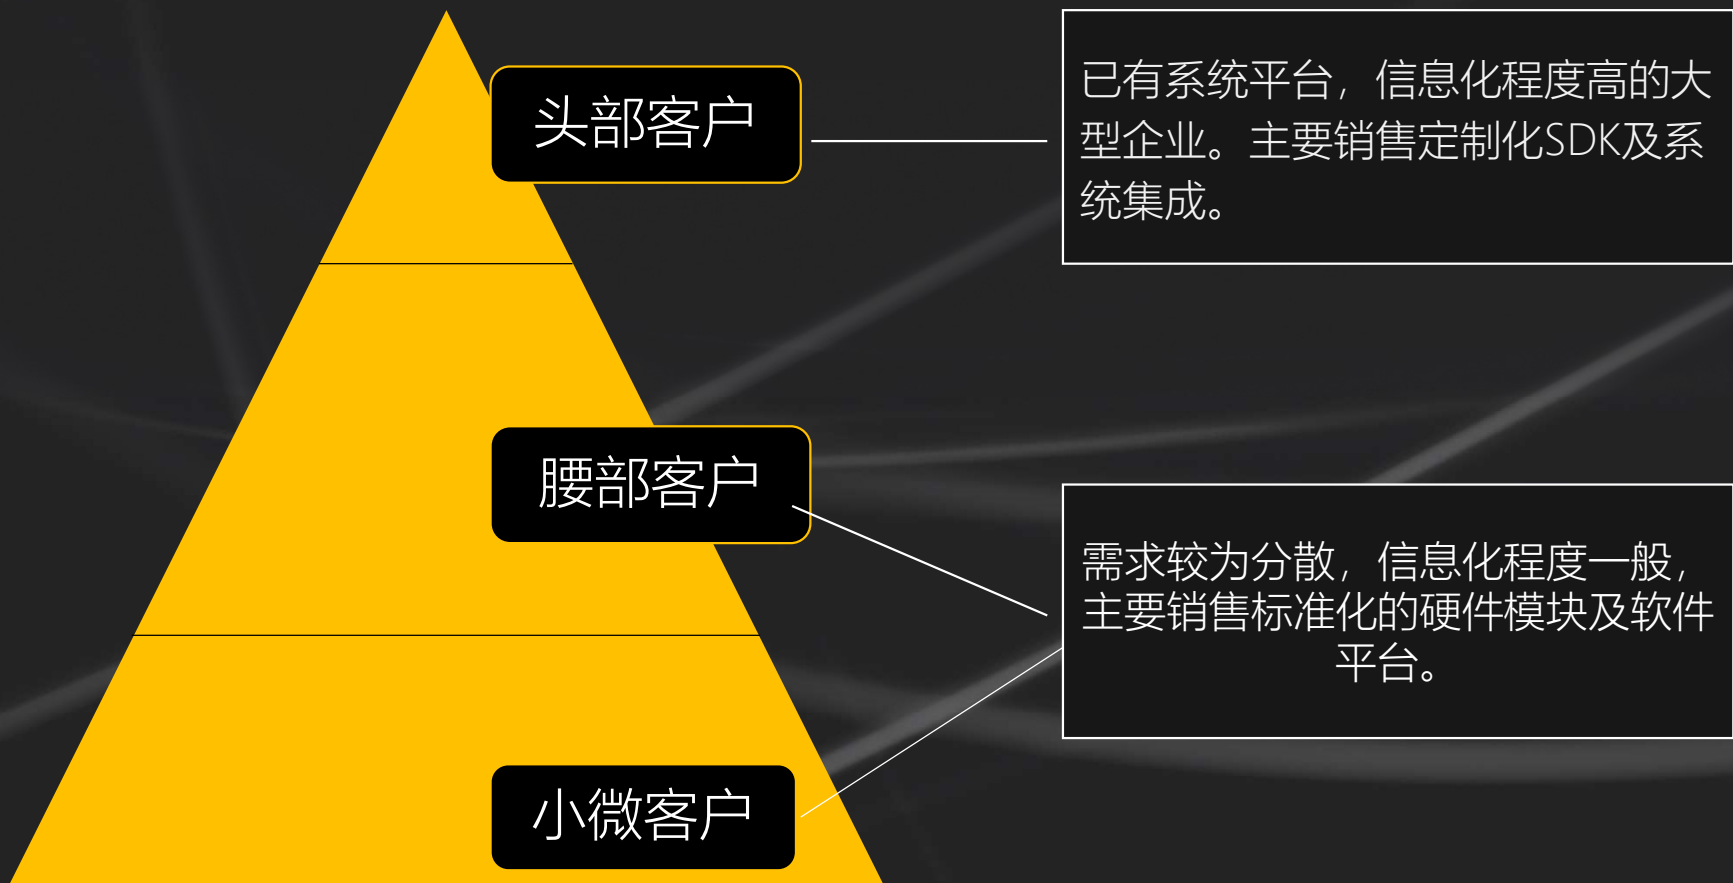 头部客户
已有系统平台，信息化程度高的大
型企业。主要销售定制化SDK及系
统集成。
腰部客户
需求较为分散，信息化程度一般，
主要销售标准化的硬件模块及软件
平台。
小微客户